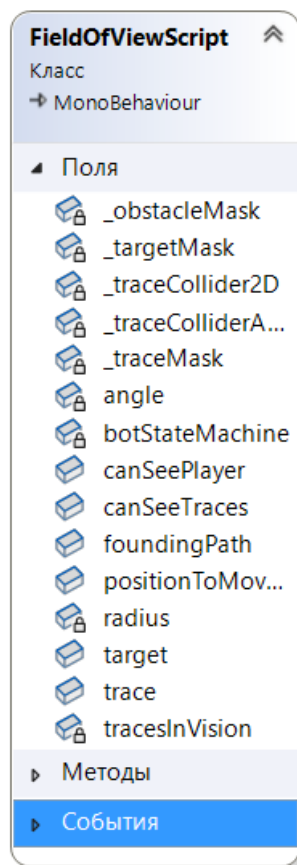 FieldOfViewScript
Класс
MonoBehaviour
Поля
_obstacleMask
_targetMask
_traceCollider2D
_traceColliderA...
_traceMask
angle
botStateMachine
canSeePlayer
canSeeTraces
foundingPath
positionToMov...
radius
target
trace
tracesInVision
Методы
События